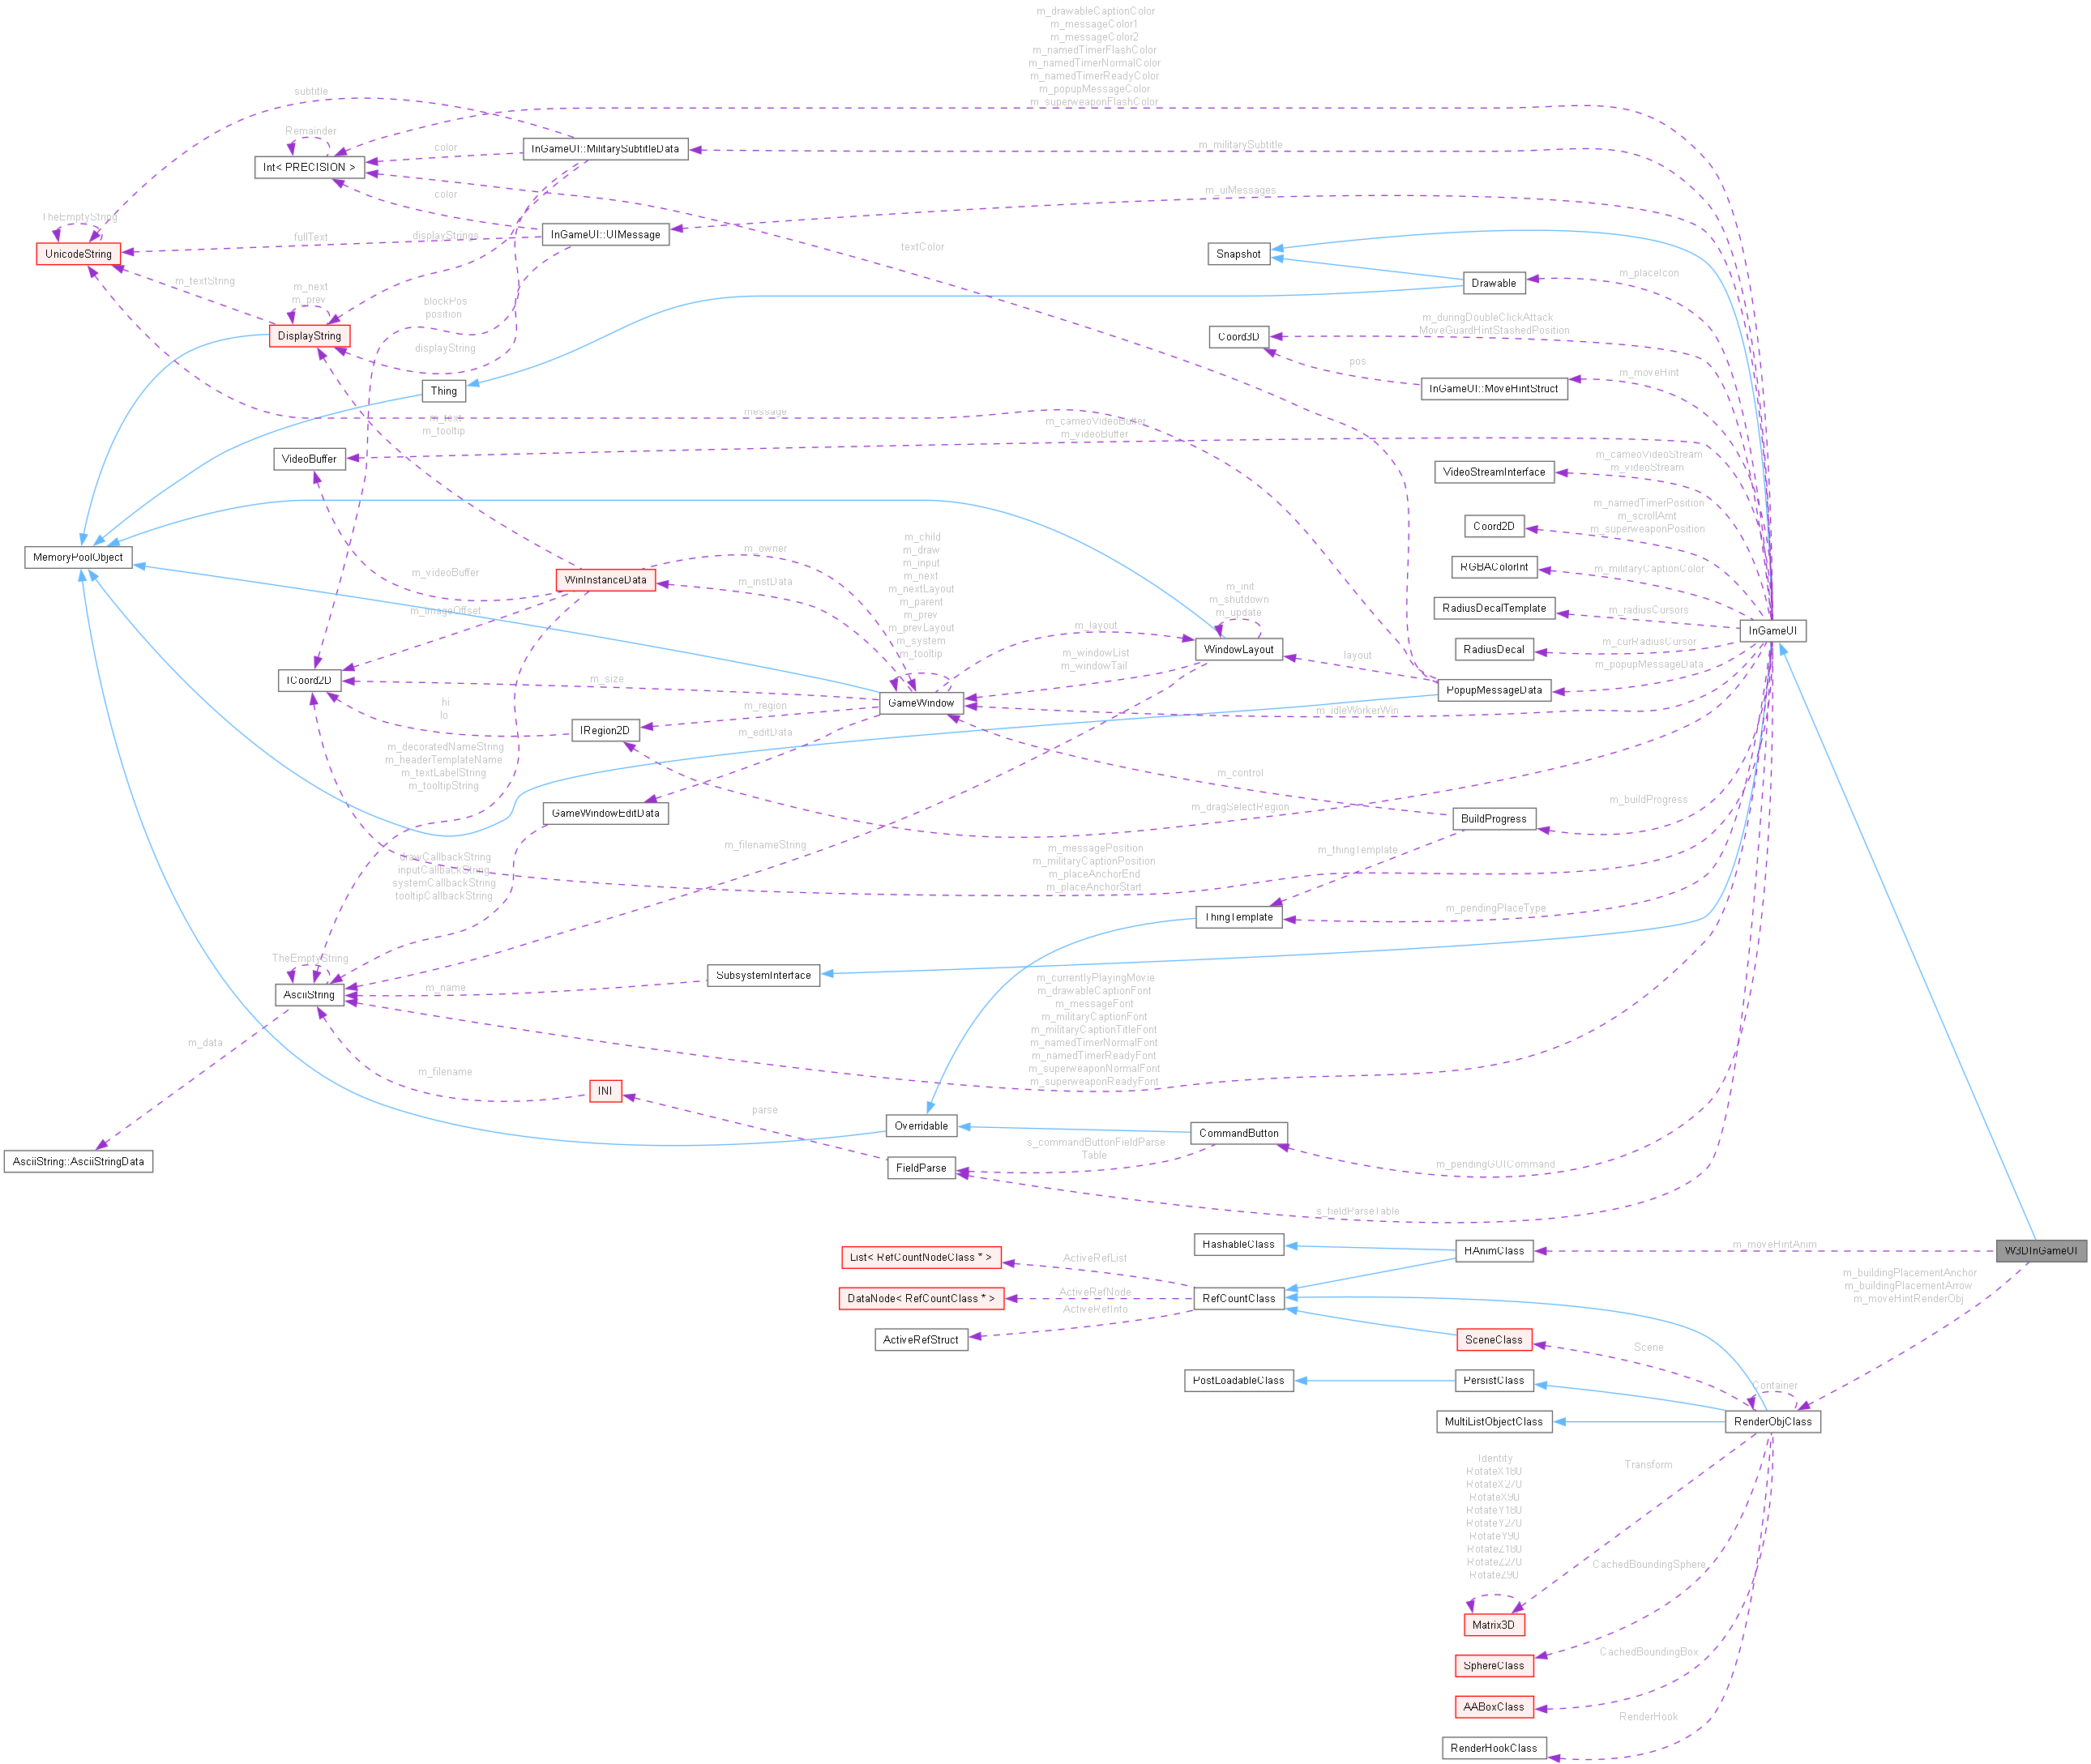 m_drawableCaptionColor
m_messageColor1
m_messageColor2
m_namedTimerFlashColor
m_namedTimerNormalColor
m_namedTimerReadyColor
m_popupMessageColor
m_superweaponFlashColor
subtitle
Remainder
Int< PRECISION >
color
InGameUI::MilitarySubtitleData
m_militarySubtitle
color
m_uiMessages
TheEmptyString
UnicodeString
fullText
displayStrings
InGameUI::UIMessage
textColor
Snapshot
m_placeIcon
Drawable
m_textString
m_next
m_prev
DisplayString
blockPos
position
displayString
Coord3D
m_duringDoubleClickAttack
MoveGuardHintStashedPosition
pos
InGameUI::MoveHintStruct
m_moveHint
Thing
m_text
m_tooltip
message
m_cameoVideoBuffer
m_videoBuffer
VideoBuffer
VideoStreamInterface
m_cameoVideoStream
m_videoStream
Coord2D
m_namedTimerPosition
m_scrollAmt
m_superweaponPosition
MemoryPoolObject
m_videoBuffer
WinInstanceData
m_owner
m_instData
m_child
m_draw
m_input
m_next
m_nextLayout
m_parent
m_prev
m_prevLayout
m_system
m_tooltip
...
GameWindow
RGBAColorInt
m_militaryCaptionColor
RadiusDecalTemplate
m_radiusCursors
m_imageOffset
m_layout
m_init
m_shutdown
m_update
WindowLayout
m_windowList
m_windowTail
RadiusDecal
m_curRadiusCursor
InGameUI
layout
m_popupMessageData
PopupMessageData
ICoord2D
m_size
hi
lo
IRegion2D
m_region
m_editData
m_idleWorkerWin
m_decoratedNameString
m_headerTemplateName
m_textLabelString
m_tooltipString
m_control
m_dragSelectRegion
GameWindowEditData
BuildProgress
m_buildProgress
m_filenameString
m_thingTemplate
drawCallbackString
inputCallbackString
systemCallbackString
tooltipCallbackString
m_messagePosition
m_militaryCaptionPosition
m_placeAnchorEnd
m_placeAnchorStart
ThingTemplate
m_pendingPlaceType
TheEmptyString
AsciiString
m_name
SubsystemInterface
m_currentlyPlayingMovie
m_drawableCaptionFont
m_messageFont
m_militaryCaptionFont
m_militaryCaptionTitleFont
m_namedTimerNormalFont
m_namedTimerReadyFont
m_superweaponNormalFont
m_superweaponReadyFont
m_data
m_filename
INI
parse
Overridable
CommandButton
s_commandButtonFieldParse
Table
m_pendingGUICommand
AsciiString::AsciiStringData
FieldParse
s_fieldParseTable
HashableClass
HAnimClass
m_moveHintAnim
W3DInGameUI
List< RefCountNodeClass * >
ActiveRefList
DataNode< RefCountClass * >
ActiveRefNode
RefCountClass
ActiveRefInfo
ActiveRefStruct
m_buildingPlacementAnchor
m_buildingPlacementArrow
m_moveHintRenderObj
SceneClass
Scene
PostLoadableClass
PersistClass
Container
MultiListObjectClass
RenderObjClass
Identity
RotateX180
RotateX270
RotateX90
RotateY180
RotateY270
RotateY90
RotateZ180
RotateZ270
RotateZ90
...
Transform
Matrix3D
CachedBoundingSphere
SphereClass
CachedBoundingBox
AABoxClass
RenderHook
RenderHookClass